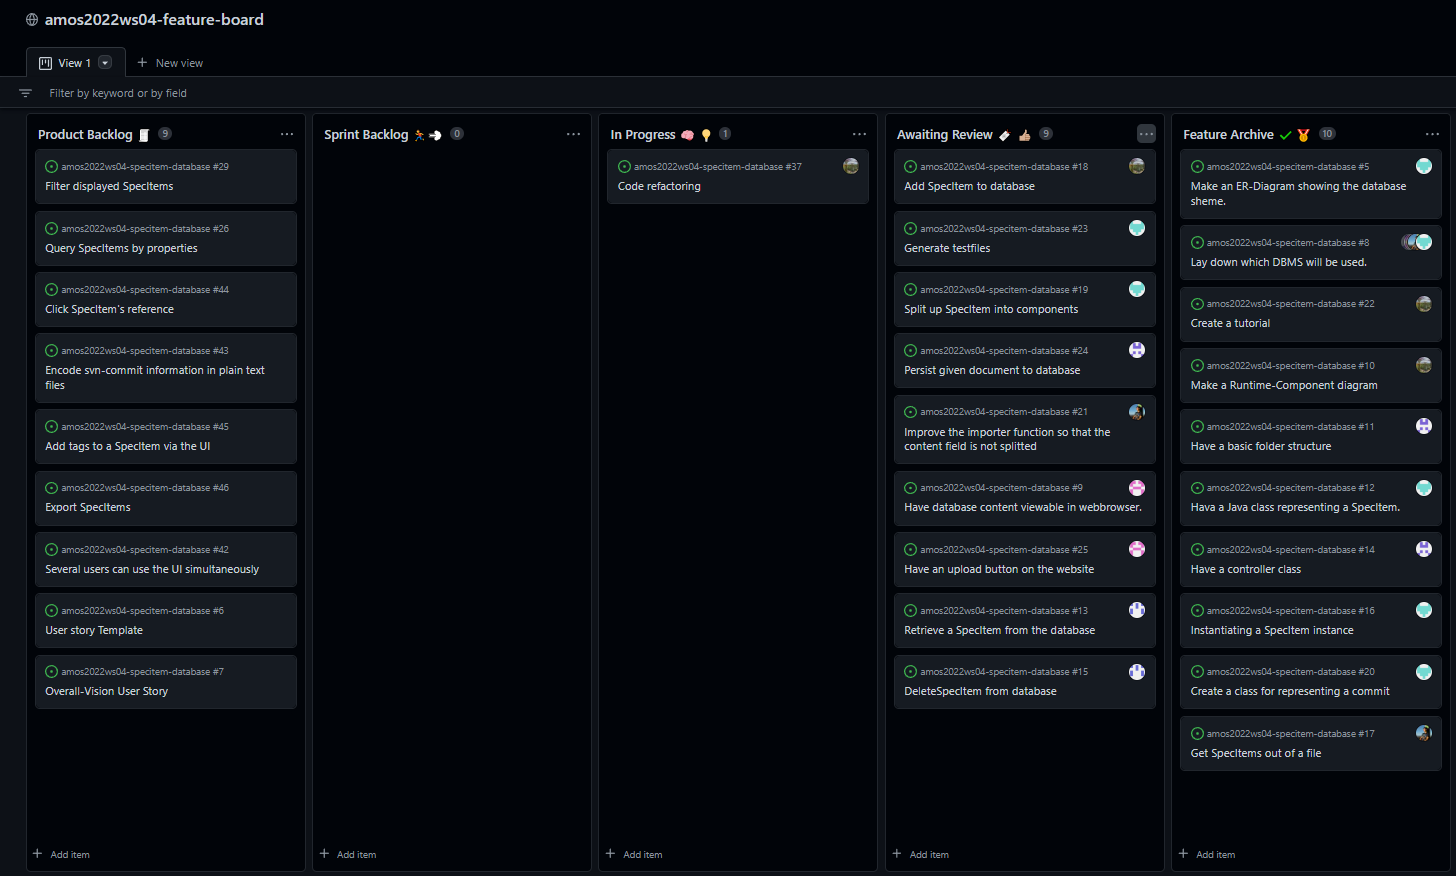 amos2022ws04-feature-board
View 1
New view
Filter by keyword or by field
Product Backlog 9
amos2022ws04-specitem-database #29
Filter displayed SpecItems
amos2022ws04-specitem-database #26
Query SpecItems by properties
amos2022ws04-specitem-database #44
Click SpecItem's reference
amos2022ws04-specitem-database #43
Encode svn-commit information in plain text
files
amos2022ws04-specitem-database #45
Add tags to a SpecItem via the UI
amos2022ws04-specitem-database #46
Export SpecItems
amos2022ws04-specitem-database #42
Several users can use the UI simultaneously
amos2022ws04-specitem-database #6
User story Template
amos2022ws04-specitem-database #7
Overall-Vision User Story
Add item
Sprint Backlog 0
Add item
In Progress 1
amos2022ws04-specitem-database #37
Code refactoring
Add item
Awaiting Review 9
amos2022ws04-specitem-database #18
Add SpecItem to database
amos2022ws04-specitem-database #23
Generate testfiles
amos2022ws04-specitem-database #19
Split up SpecItem into components
amos2022ws04-specitem-database #24
Persist given document to database
amos2022ws04-specitem-database #21
Improve the importer function so that the
content field is not splitted
amos2022ws04-specitem-database #9
Have database content viewable in webbrowser.
amos2022ws04-specitem-database #25
Have an upload button on the website
amos2022ws04-specitem-database #13
Retrieve a SpecItem from the database
amos2022ws04-specitem-database #15
DeleteSpecItem from database
Add item
Feature Archive 10
amos2022ws04-specitem-database #5
Make an ER-Diagram showing the database
sheme.
amos2022ws04-specitem-database #8
Lay down which DBMS will be used.
amos2022ws04-specitem-database #22
Create a tutorial
amos2022ws04-specitem-database #10
Make a Runtime-Component diagram
amos2022ws04-specitem-database #11
Have a basic folder structure
amos2022ws04-specitem-database #12
Hava a Java class representing a SpecItem.
amos2022ws04-specitem-database #14
Have a controller class
amos2022ws04-specitem-database #16
Instantiating a SpecItem instance
amos2022ws04-specitem-database #20
Create a class for representing a commit
amos2022ws04-specitem-database #17
Get SpecItems out of a file
Add item